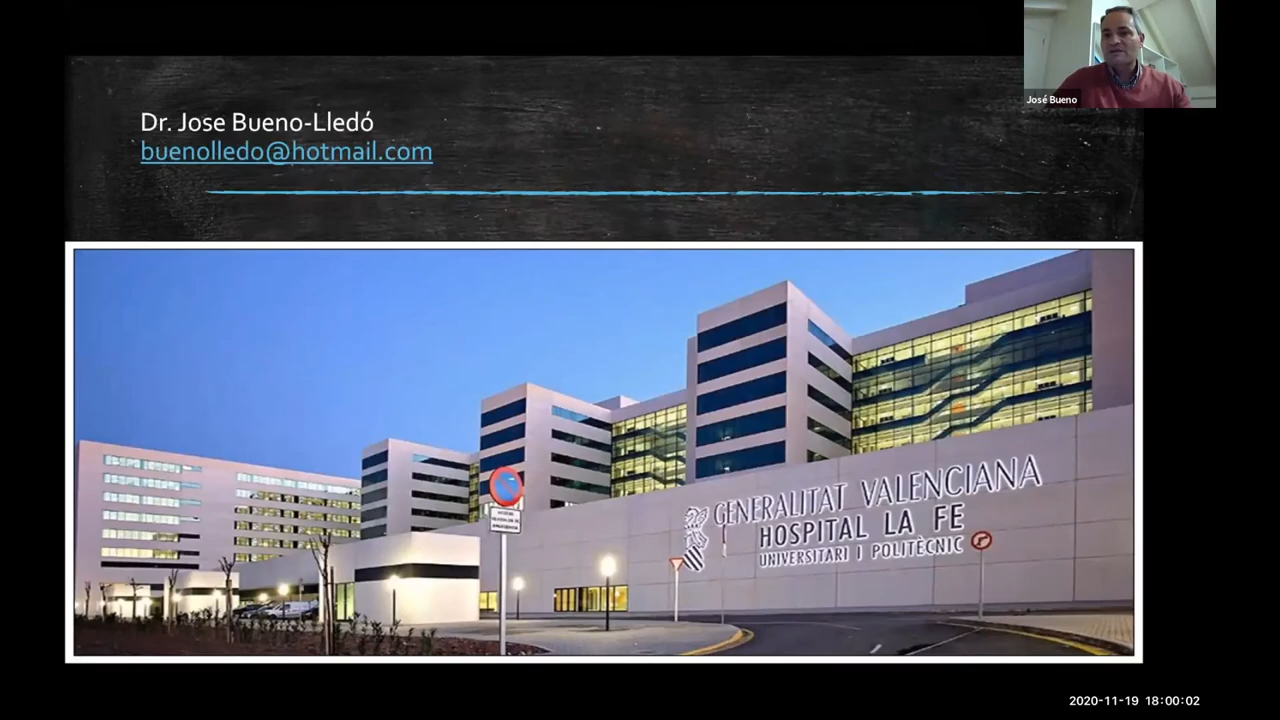 José Bueno
Dr. Jose Bueno-Lledó
buenolledo@hotmail.com
GENERALITAT VALENCIANA
HOSPITAL LA FE
UNIVERSITARI I POLITÈCNIC
2020-11-19 18:00:02